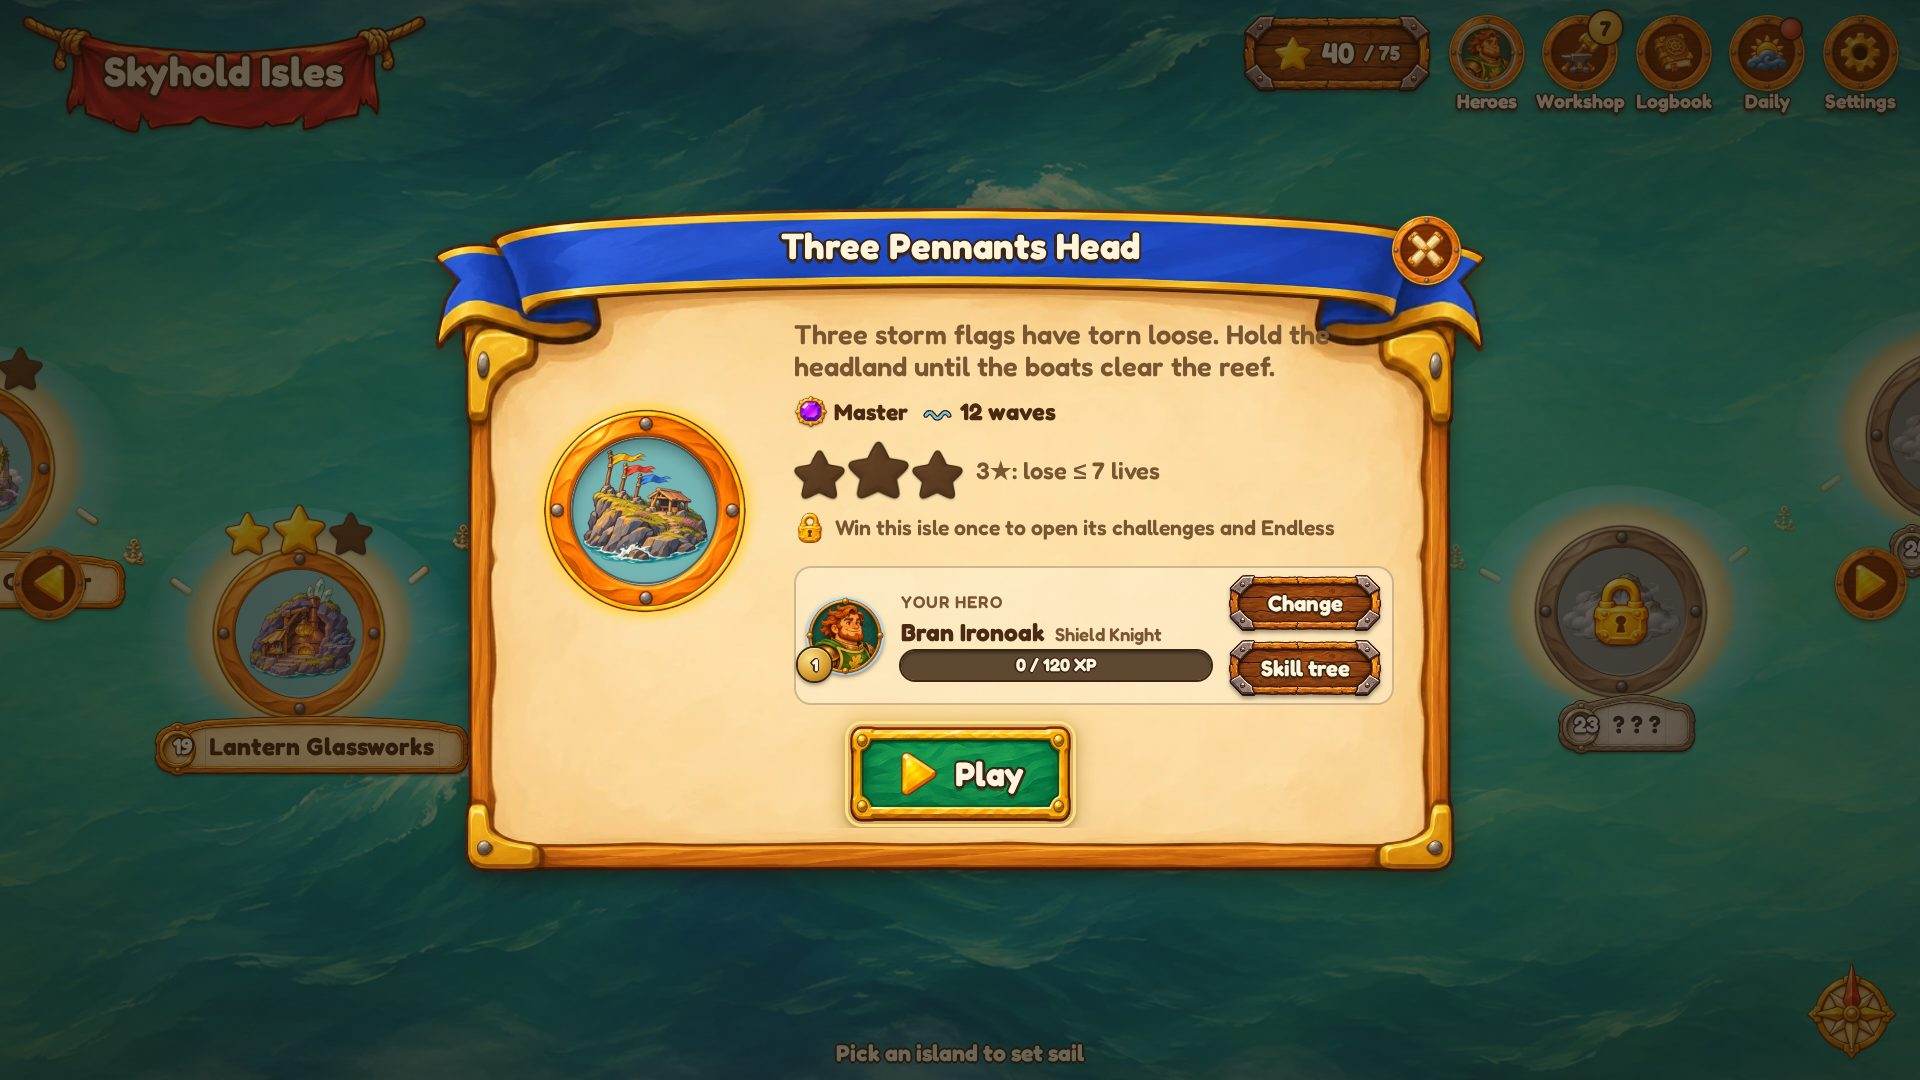 Skyhold Isles
40 / 75
7
Heroes
Workshop
Logbook
Daily
Settings
Three Pennants Head
Three storm flags have torn loose. Hold the
headland until the boats clear the reef.
Master
12 waves
3★: lose ≤ 7 lives
Win this isle once to open its challenges and Endless
YOUR HERO
Bran Ironoak Shield Knight
1
0 / 120 XP
Change
Skill tree
Play
19 Lantern Glassworks
23 ???
Pick an island to set sail